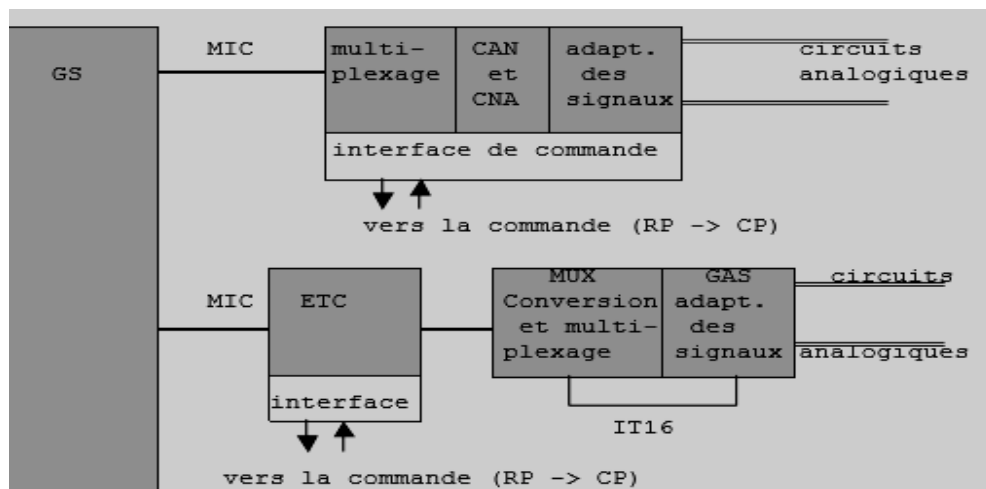 GS
MIC
multi-
plexage
CAN
et
CNA
adapt.
des
signaux
circuits
analogiques
interface de commande
vers la commande (RP -> CP)
MIC
ETC
interface
vers la commande (RP -> CP)
MUX
Conversion
et multi-
plexage
GAS
adapt.
des
signaux
circuits
analogiques
IT16